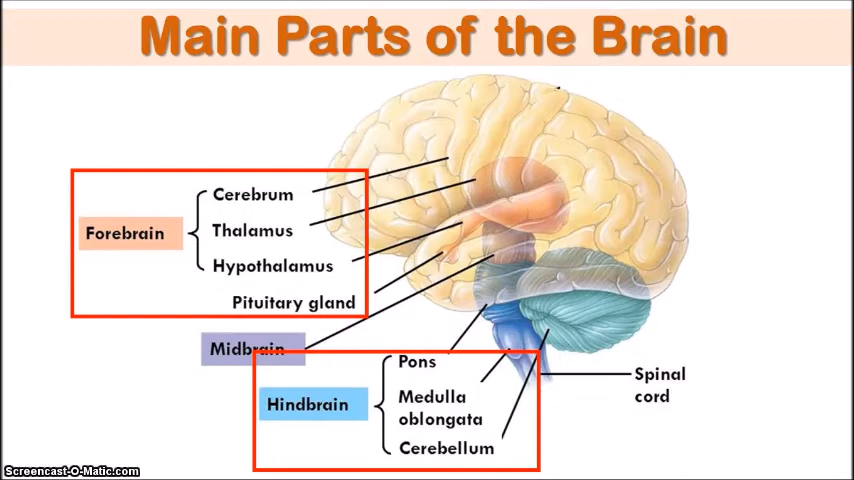 Main Parts of the Brain
Cerebrum
Forebrain
Thalamus
Hypothalamus
Pituitary gland
Midbrain
Pons
Hindbrain
Medulla
oblongata
Cerebellum
Spinal
cord
Screencast-O-Matic.com